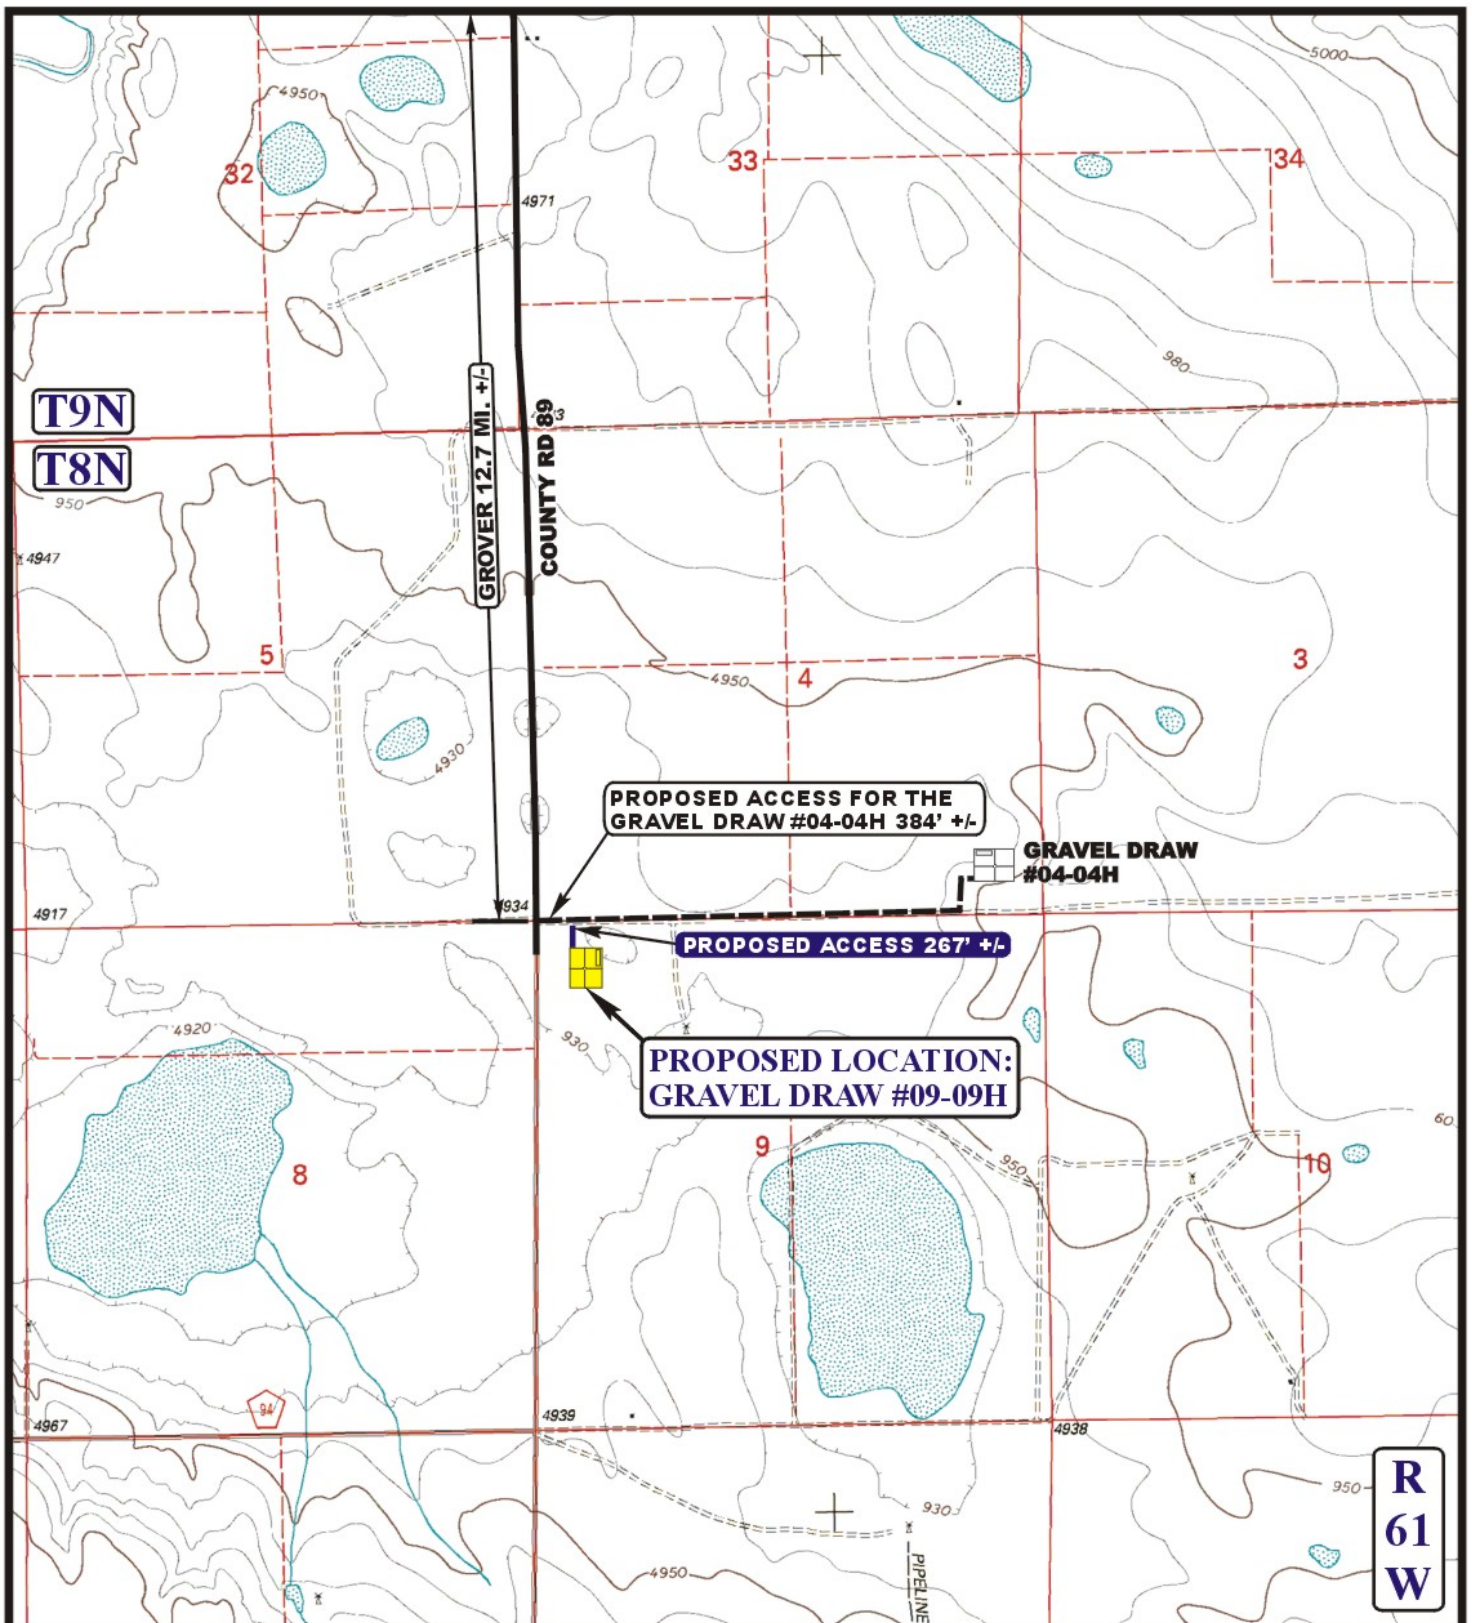 5000
4950
32
33
34
4971
980
T9N
GROVER 12.7 MI. +/-
COUNTY RD 89
T8N
950
4947
5
4950
4
3
4930
PROPOSED ACCESS FOR THE
GRAVEL DRAW #04-04H 384' +/-
GRAVEL DRAW
#04-04H
4917
4934
PROPOSED ACCESS 267' +/-
4920
930
PROPOSED LOCATION:
GRAVEL DRAW #09-09H
60
8
9
950
10
94
4967
4939
4938
950
R
61
W
930
4950
PIPELINE